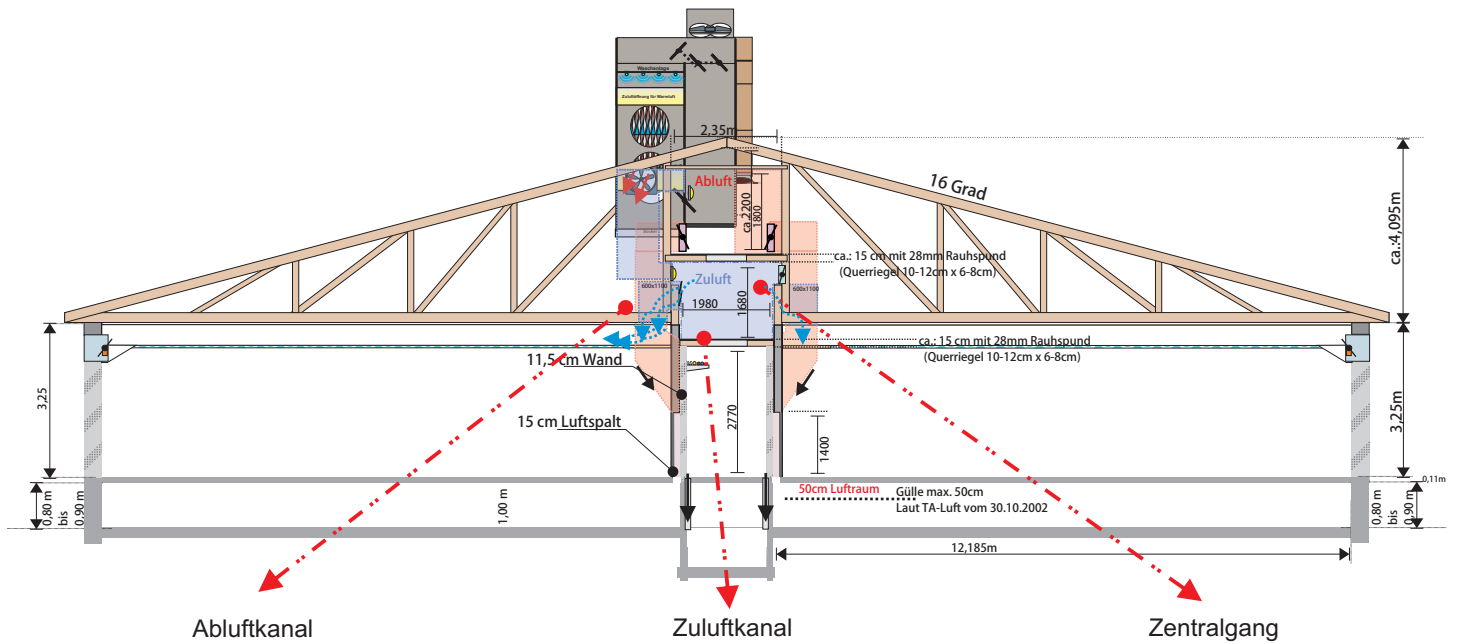 Waschanlage
Zuluftöffnung für Warmluft
2,35m
Abluft
ca.2200
1800
16 Grad
ca.:4,095m
ca.: 15 cm mit 28mm Rauhspund
(Querriegel 10-12cm x 6-8cm)
Zuluft
600x1100
600x1100
1980
1680
ca.: 15 cm mit 28mm Rauhspund
(Querriegel 10-12cm x 6-8cm)
11,5 cm Wand
3,25
2770
3,25m
15 cm Luftspalt
1400
50cm Luftraum
Gülle max. 50cm
Laut TA-Luft vom 30.10.2002
0,11m
0,80 m
bis
0,90 m
1,00 m
0,80 m
bis
0,90 m
12,185m
Abluftkanal
Zuluftkanal
Zentralgang